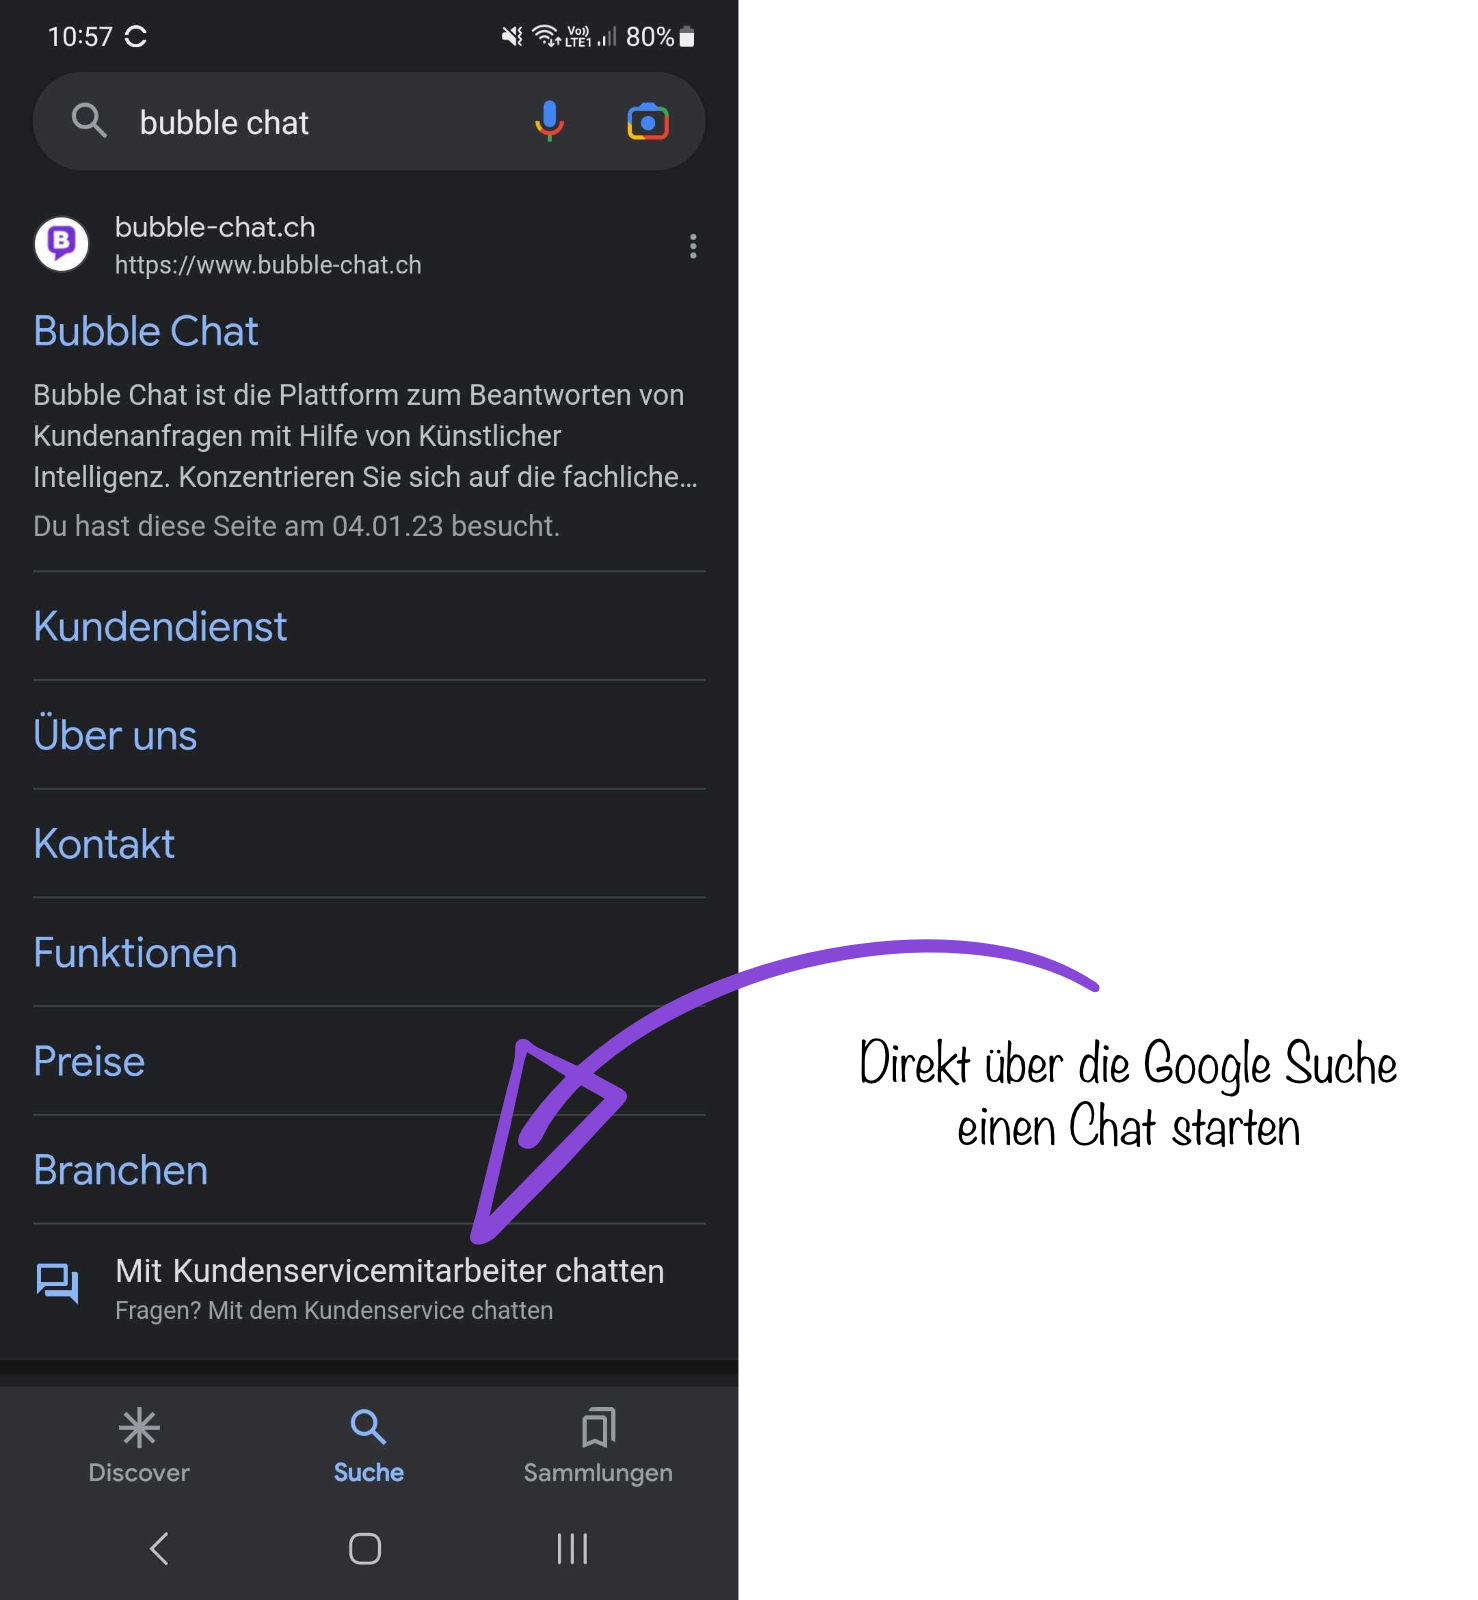 10:57
Vo))
LTE1
80%
bubble chat
B
bubble-chat.ch
https://www.bubble-chat.ch
Bubble Chat
Bubble Chat ist die Plattform zum Beantworten von
Kundenanfragen mit Hilfe von Künstlicher
Intelligenz. Konzentrieren Sie sich auf die fachliche...
Du hast diese Seite am 04.01.23 besucht.
Kundendienst
Über uns
Kontakt
Funktionen
Preise
Branchen
Direkt über die Google Suche
einen Chat starten
Mit Kundenservicemitarbeiter chatten
Fragen? Mit dem Kundenservice chatten
Discover
Suche
Sammlungen